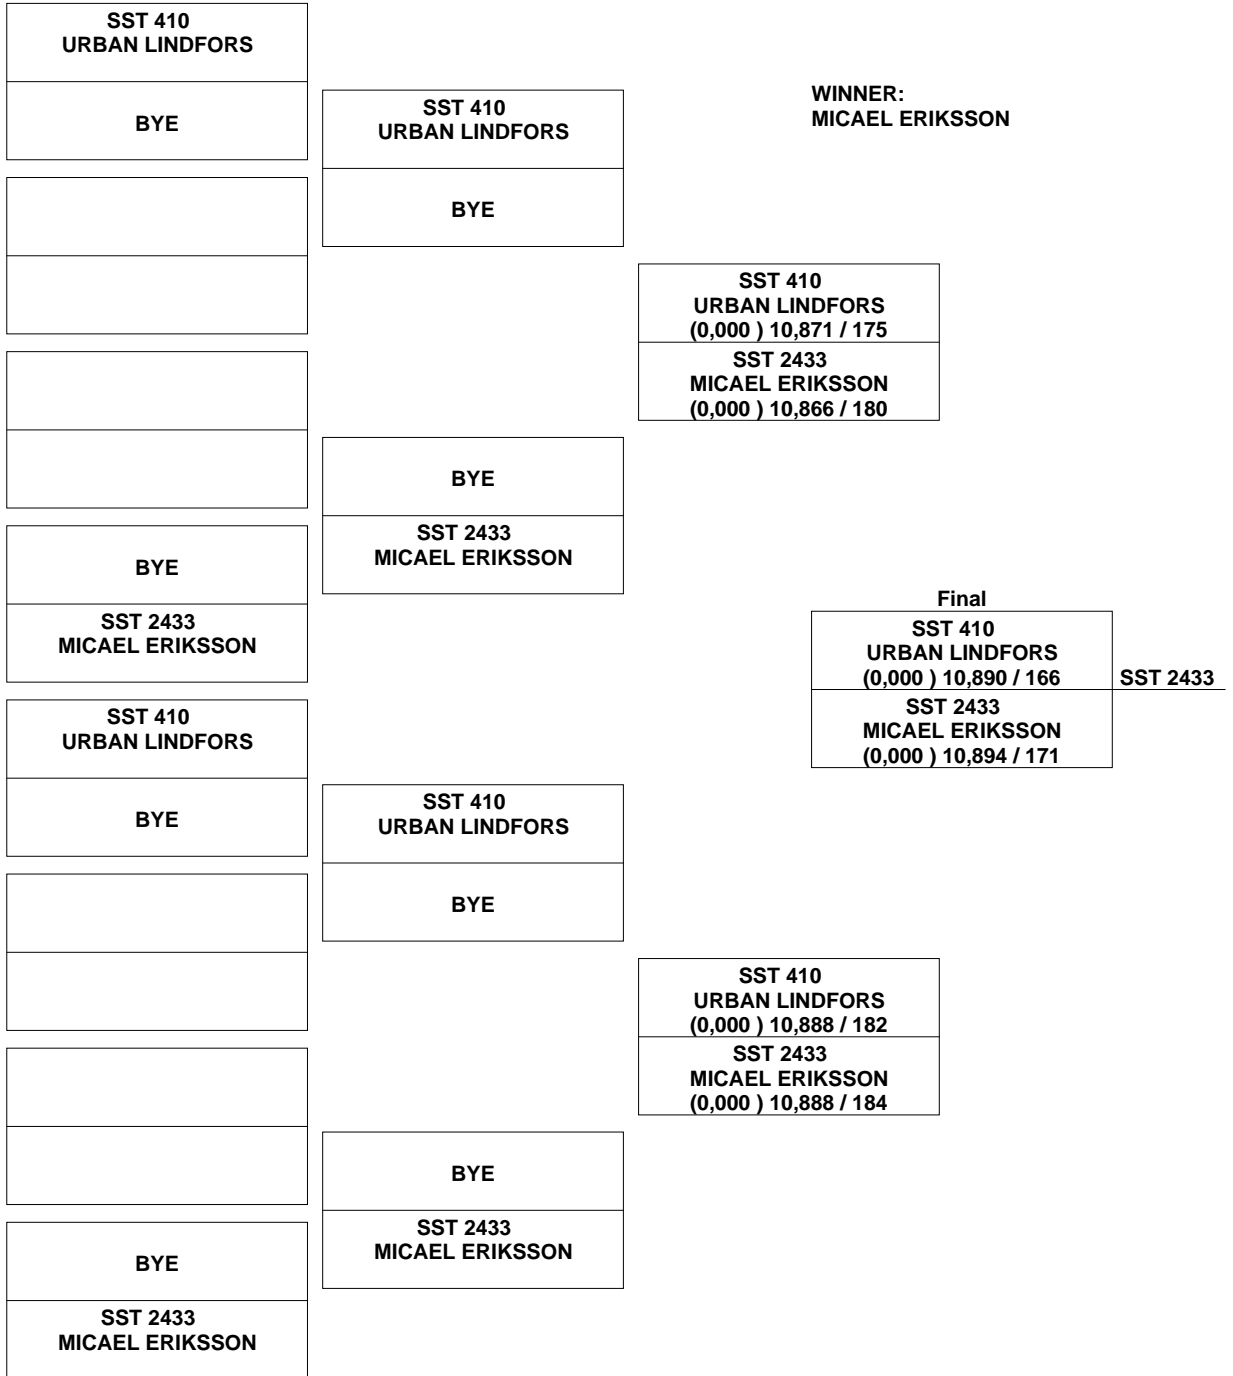 SST 410
URBAN LINDFORS
BYE
SST 410
URBAN LINDFORS
BYE
WINNER:
MICAEL ERIKSSON
SST 410
URBAN LINDFORS
(0,000 ) 10,871 / 175
SST 2433
MICAEL ERIKSSON
(0,000 ) 10,866 / 180
BYE
SST 2433
MICAEL ERIKSSON
BYE
SST 2433
MICAEL ERIKSSON
Final
SST 410
URBAN LINDFORS
(0,000 ) 10,890 / 166
SST 2433
SST 2433
MICAEL ERIKSSON
(0,000 ) 10,894 / 171
SST 410
URBAN LINDFORS
BYE
SST 410
URBAN LINDFORS
BYE
SST 410
URBAN LINDFORS
(0,000 ) 10,888 / 182
SST 2433
MICAEL ERIKSSON
(0,000 ) 10,888 / 184
BYE
SST 2433
MICAEL ERIKSSON
BYE
SST 2433
MICAEL ERIKSSON